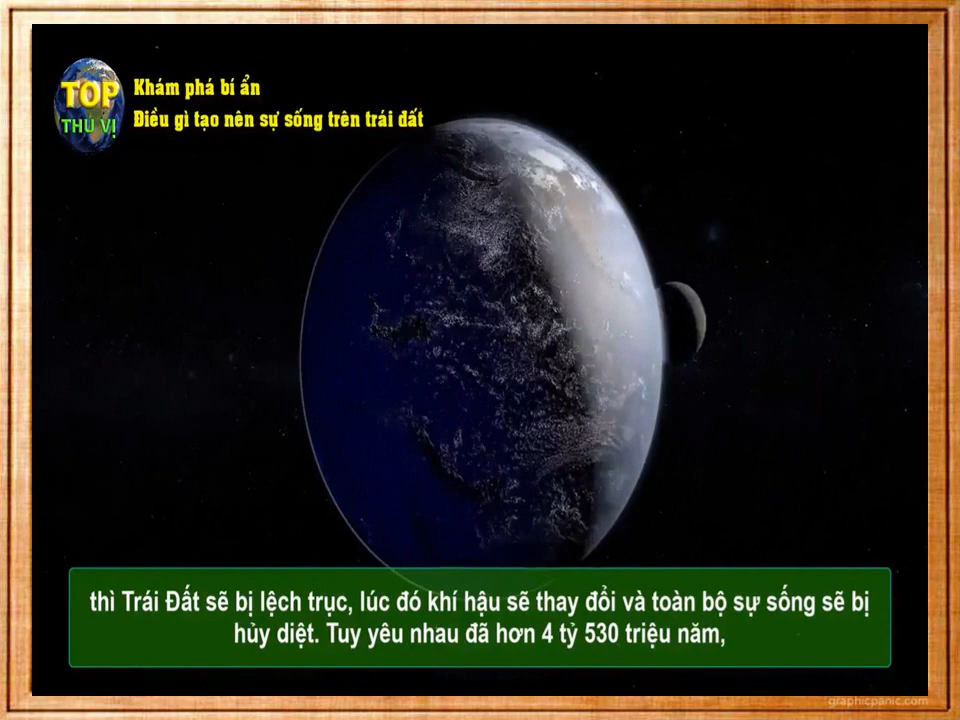 TOP
THÚ VỊ
Khám phá bí ẩn
Điều gì tạo nên sự sống trên trái đất
thì Trái Đất sẽ bị lệch trục, lúc đó khí hậu sẽ thay đổi và toàn bộ sự sống sẽ bị
hủy diệt. Tuy yêu nhau đã hơn 4 tỷ 530 triệu năm,
graphicpanic.com